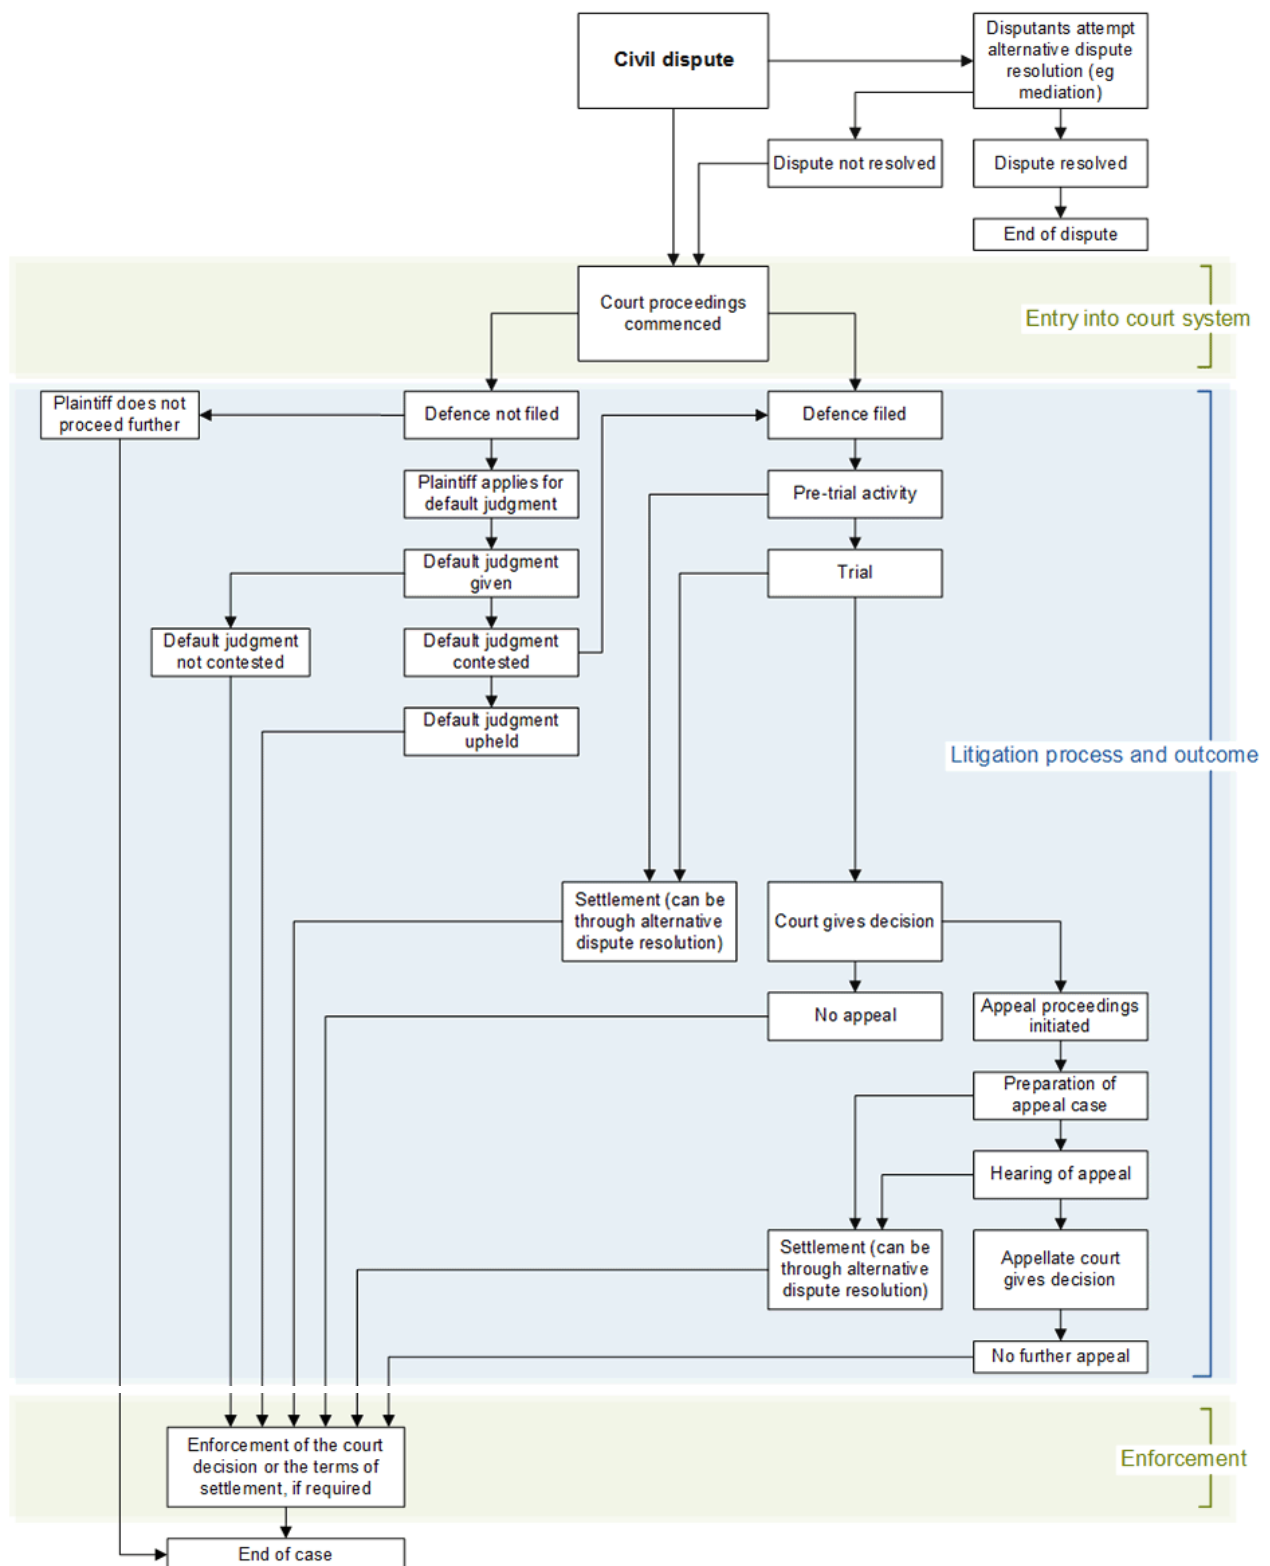 Civil dispute
Disputants attempt
alternative dispute
resolution (eg
mediation)
Dispute not resolved
Dispute resolved
End of dispute
Court proceedings
commenced
Entry into court system
Plaintiff does not
proceed further
Defence not filed
Defence filed
Plaintiff applies for
default judgment
Pre-trial activity
Default judgment
given
Trial
Default judgment
not contested
Default judgment
contested
Default judgment
upheld
Litigation process and outcome
Settlement (can be
through alternative
dispute resolution)
Court gives decision
No appeal
Appeal proceedings
initiated
Preparation of
appeal case
Hearing of appeal
Settlement (can be
through alternative
dispute resolution)
Appellate court
gives decision
No further appeal
Enforcement of the court
decision or the terms of
settlement, if required
Enforcement
End of case